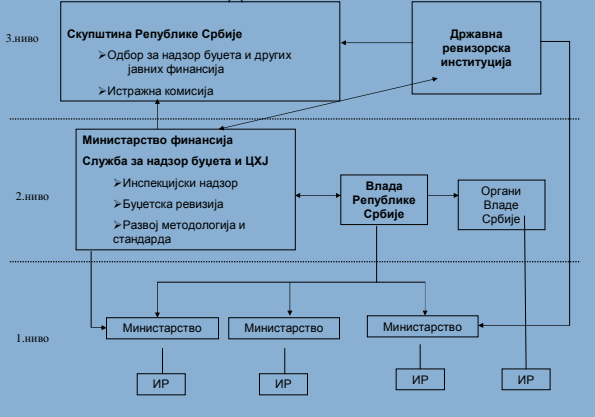 3.ниво
Скупштина Републике Србије
➢Одбор за надзор буџета и других
јавних финансија
➢Истражна комисија
Државна
ревизорска
институција
2.ниво
Министарство финансија
Служба за надзор буџета и ЦХЈ
➢Инспекцијски надзор
➢Буџетска ревизија
➢Развој методологија и
стандарда
Влада
Републике
Србије
Органи
Владе
Србије
1.ниво
Министарство
Министарство
Министарство
ИР
ИР
ИР
ИР